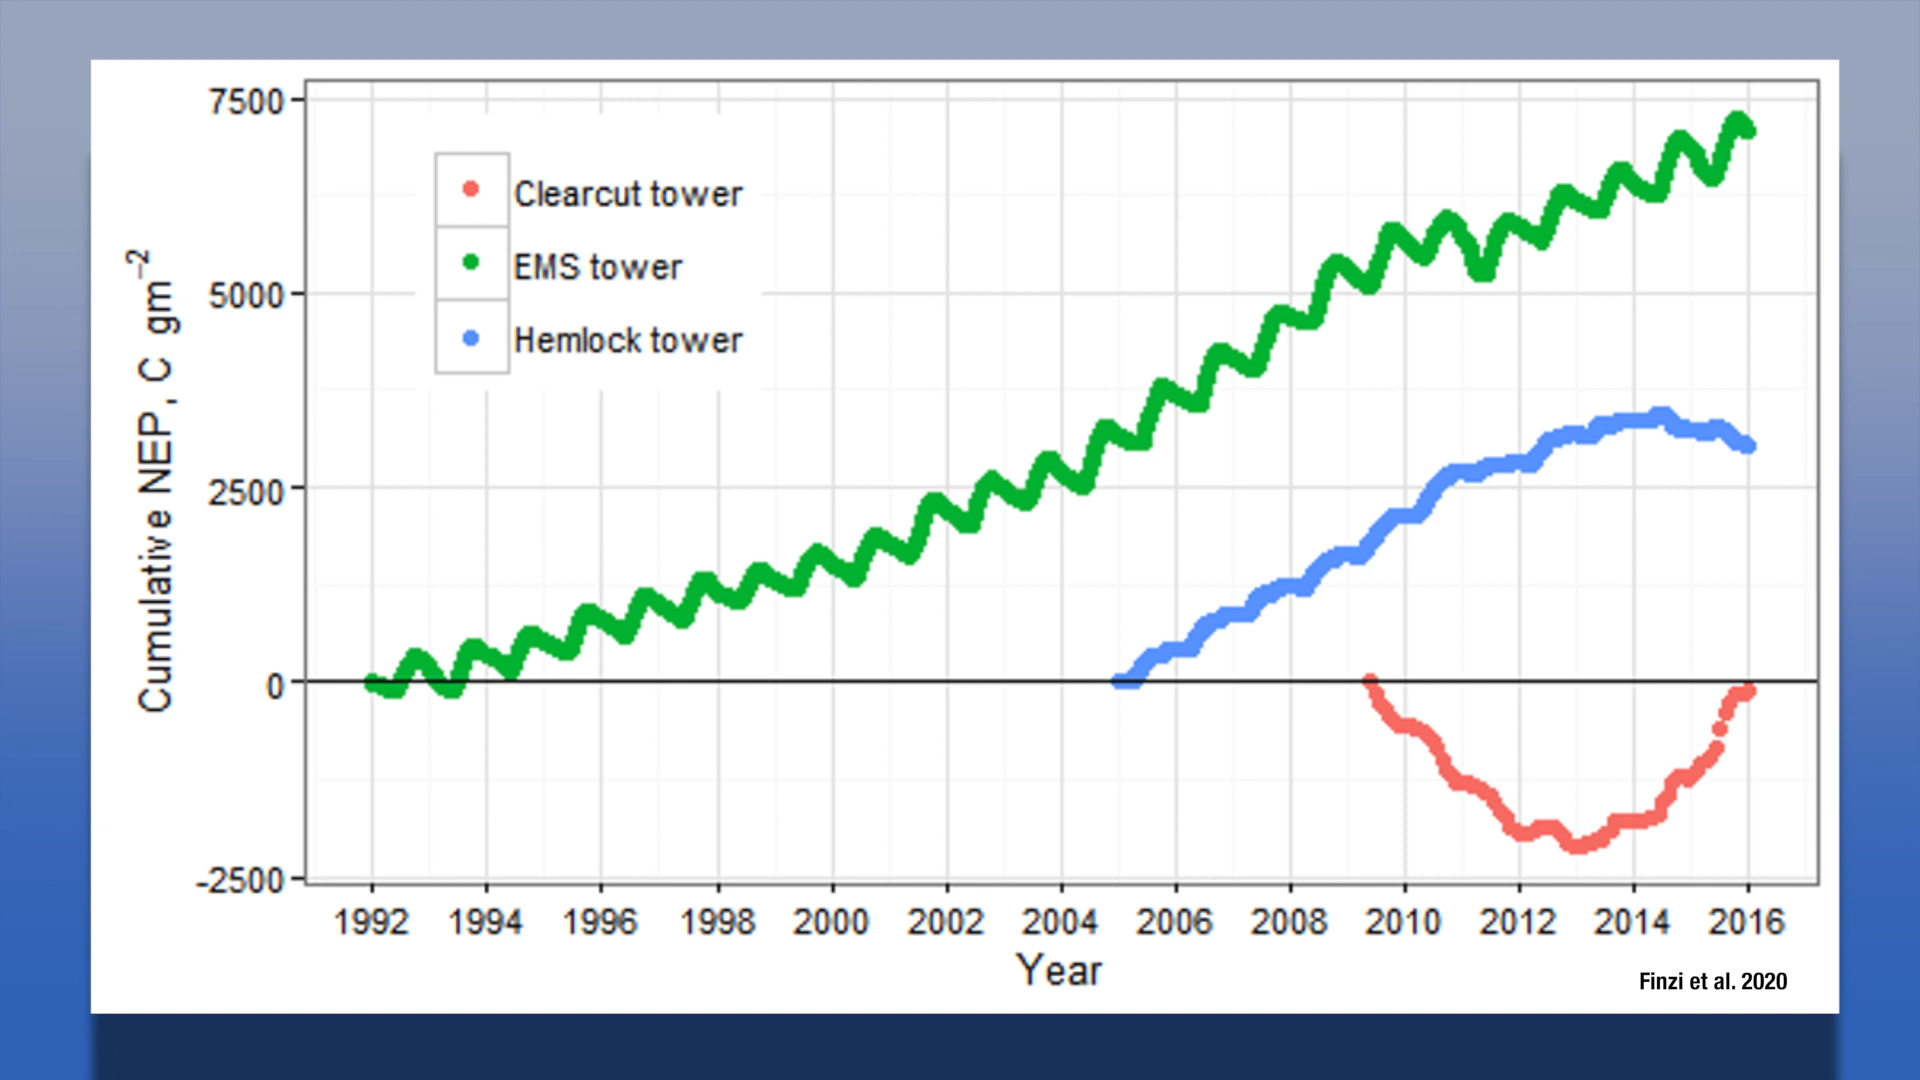 7500
5000
2500
0
-2500
Cumulative NEP, C gm⁻²
Clearcut tower
EMS tower
Hemlock tower
1992 1994 1996 1998 2000 2002 2004 2006 2008 2010 2012 2014 2016
Year
Finzi et al. 2020